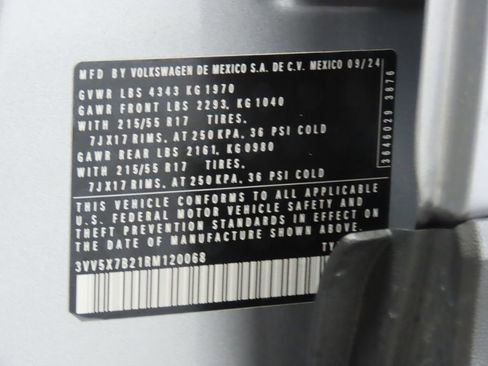 MFD BY VOLKSWAGEN DE MEXICO S.A. DE C.V. MEXICO 09/24
GVWR LBS 4343 KG 1970
GAWR FRONT LBS 2293, KG 1040
WITH 215/55 R17 TIRES,
7JX17 RIMS, AT 250 KPA, 36 PSI COLD
GAWR REAR LBS 2161, KG 0980
WITH 215/55 R17 TIRES,
7JX17 RIMS, AT 250 KPA, 36 PSI COLD
THIS VEHICLE CONFORMS TO ALL APPLICABLE
U.S. FEDERAL MOTOR VEHICLE SAFETY AND
THEFT PREVENTION STANDARDS IN EFFECT ON
DATE OF MANUFACTURE SHOWN ABOVE.
3VV5X7B21RM120068 TY
3646029 3876